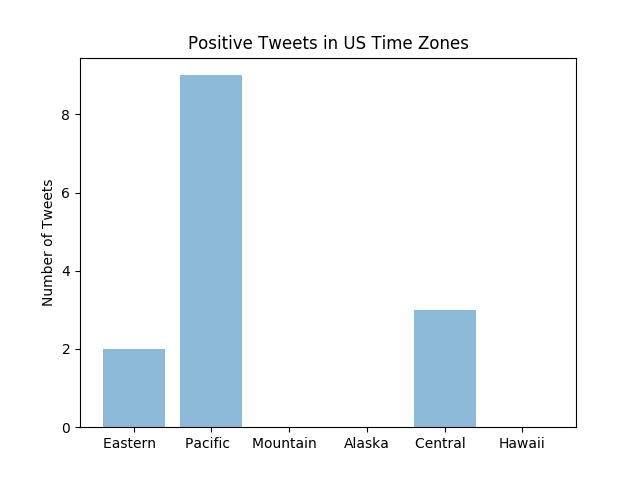 Positive Tweets in US Time Zones
Number of Tweets
8
6
4
2
0
Eastern Pacific Mountain Alaska Central Hawaii